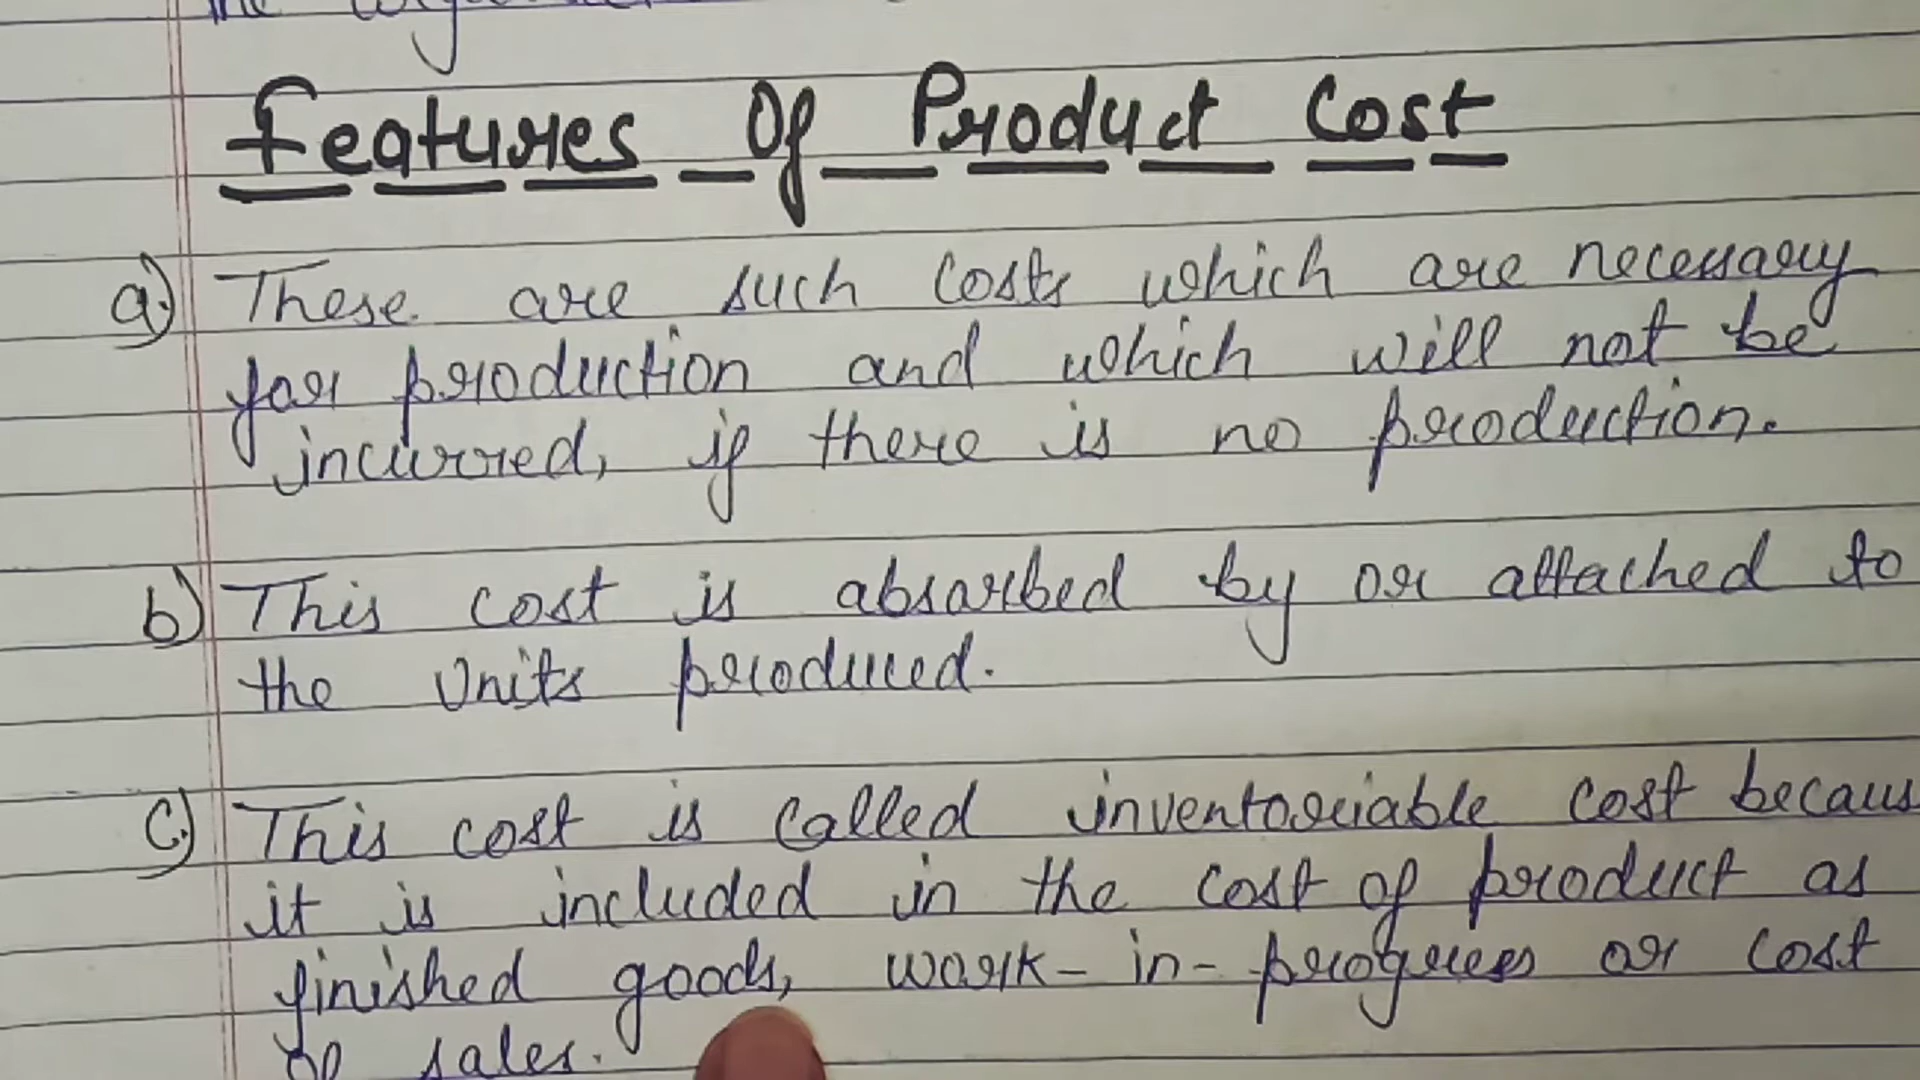 the
Features Of Product Cost
a) These are such costs which are necessary
for production and which will not be
incurred, if there is no production.
b) This cost is absorbed by or attached to
the Units produced.
c) This cost is called inventoriable cost becaus
it is included in the cost of product as
finished goods, work-in-progress or cost
of sales.